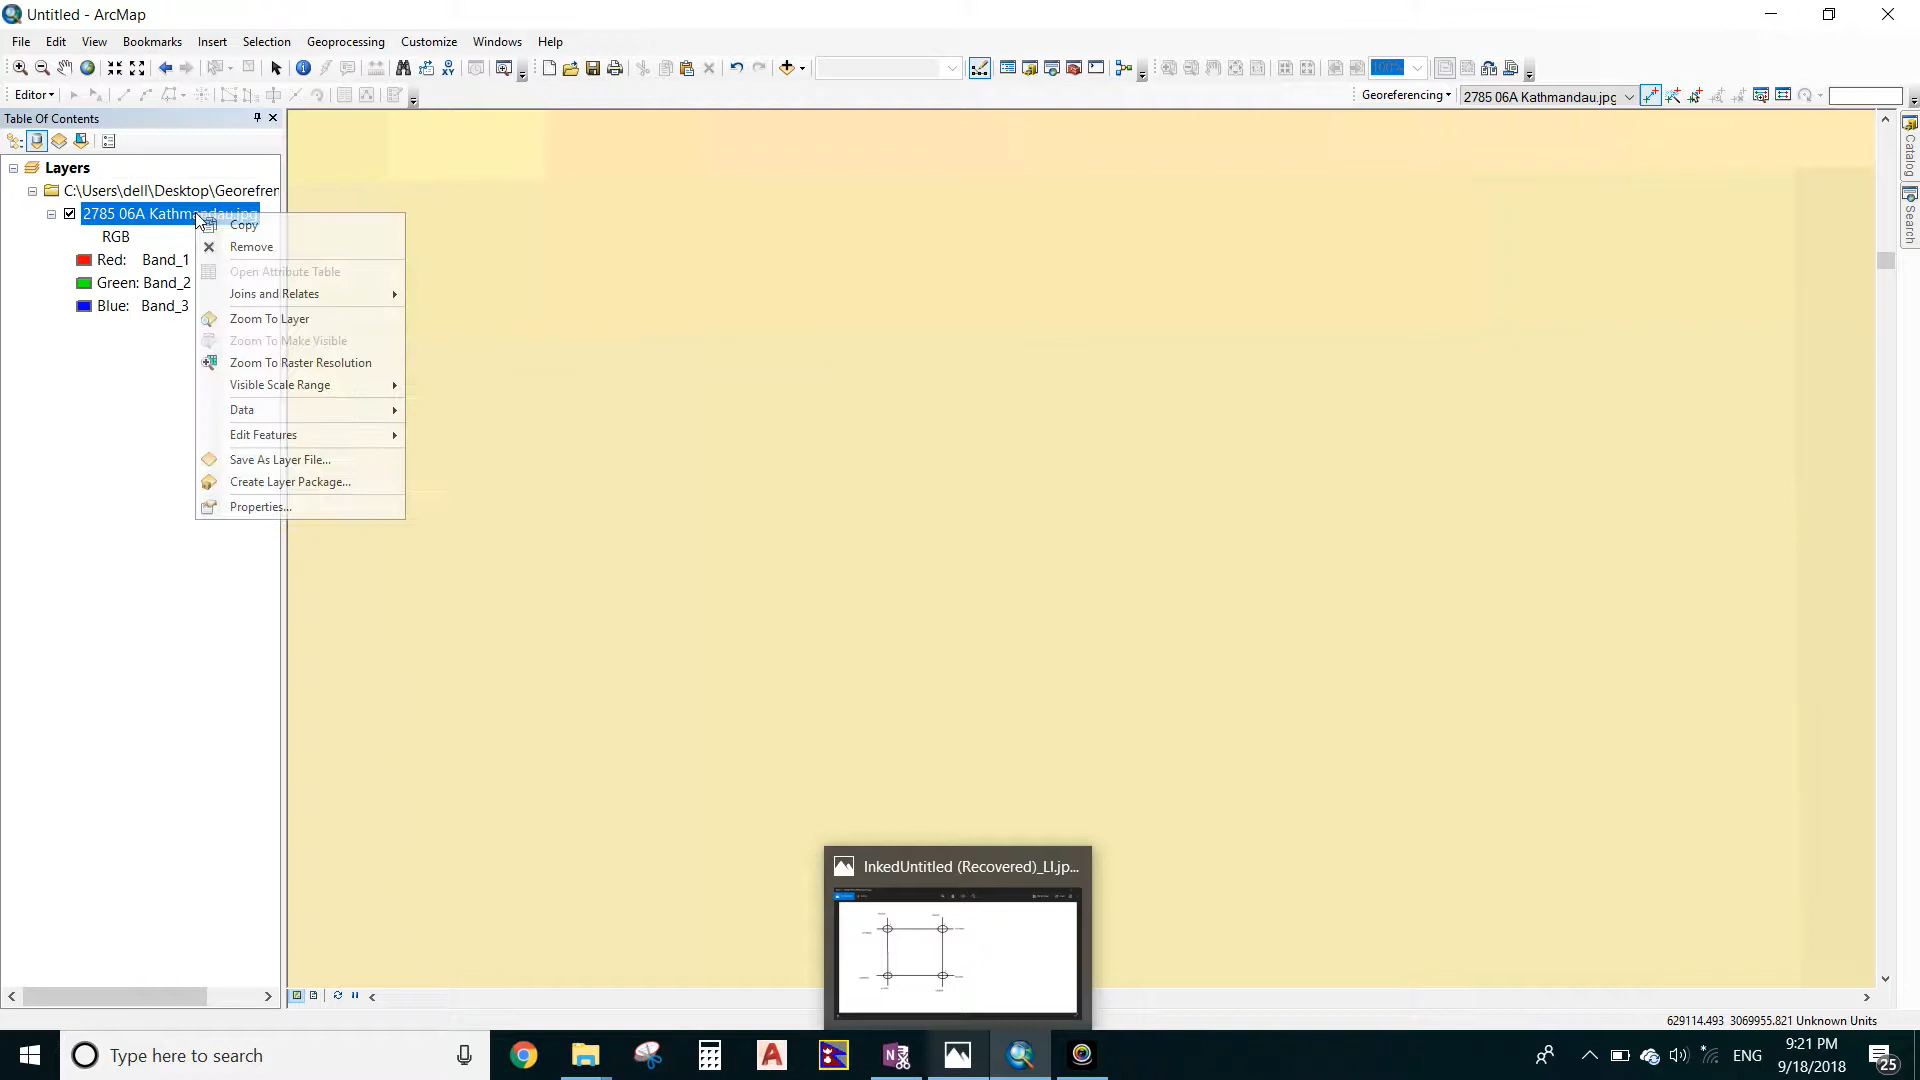 Untitled - ArcMap
File Edit View Bookmarks Insert Selection Geoprocessing Customize Windows Help
100%
Editor
Georeferencing 2785 06A Kathmandau.jpg
Table Of Contents
Layers
C:\Users\dell\Desktop\Georefren
2785 06A Kathmandau.jpg
RGB
Red: Band_1
Green: Band_2
Blue: Band_3
Copy
Remove
Open Attribute Table
Joins and Relates
Zoom To Layer
Zoom To Make Visible
Zoom To Raster Resolution
Visible Scale Range
Data
Edit Features
Save As Layer File...
Create Layer Package...
Properties...
Catalog
Search
InkedUntitled (Recovered)_LI.jp...
629114.493 3069955.821 Unknown Units
Type here to search
ENG
9:21 PM
9/18/2018
25